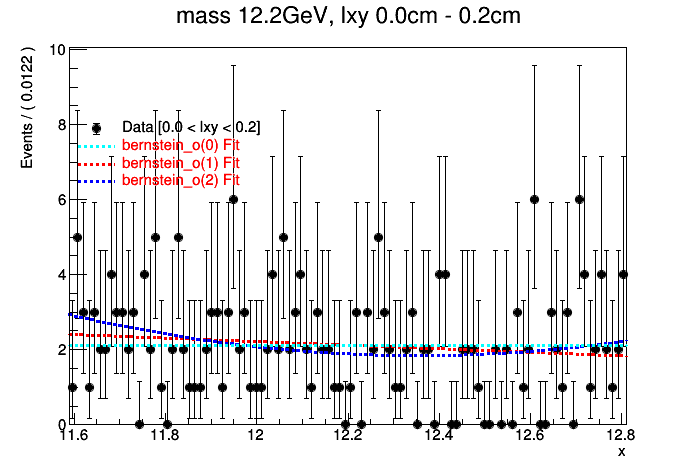 mass 12.2GeV, lxy 0.0cm - 0.2cm
Events / ( 0.0122 )
10
8
6
4
2
0
Data [0.0 < lxy < 0.2]
bernstein_o(0) Fit
bernstein_o(1) Fit
bernstein_o(2) Fit
11.6 11.8 12 12.2 12.4 12.6 12.8
x